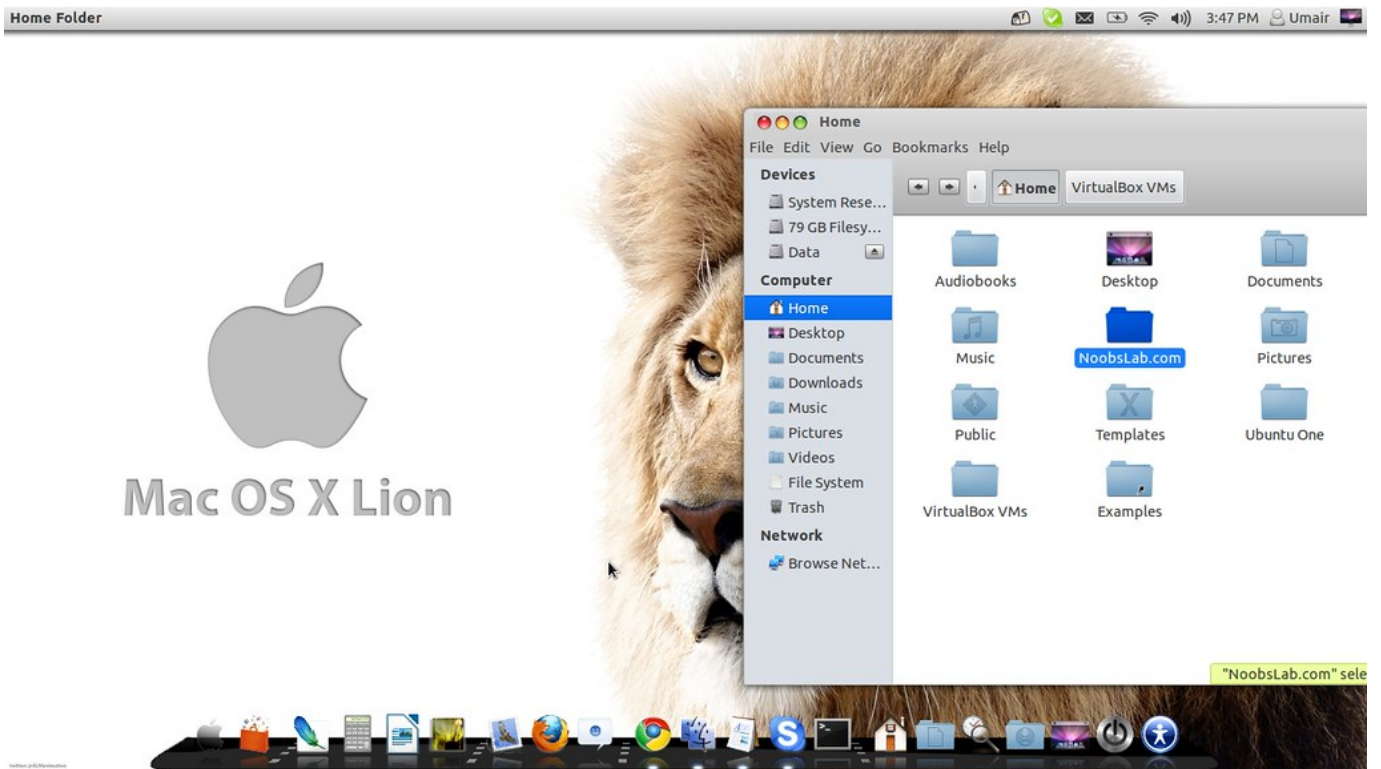 Home Folder
3:47 PM Umair
Home
File Edit View Go Bookmarks Help
Devices
System Rese...
79 GB Filesy...
Data
Computer
Home
Desktop
Documents
Downloads
Music
Pictures
Videos
File System
Trash
Network
Browse Net...
Home VirtualBox VMs
Audiobooks Desktop Documents
Music NoobsLab.com Pictures
Public Templates Ubuntu One
VirtualBox VMs Examples
"NoobsLab.com" sele
Mac OS X Lion